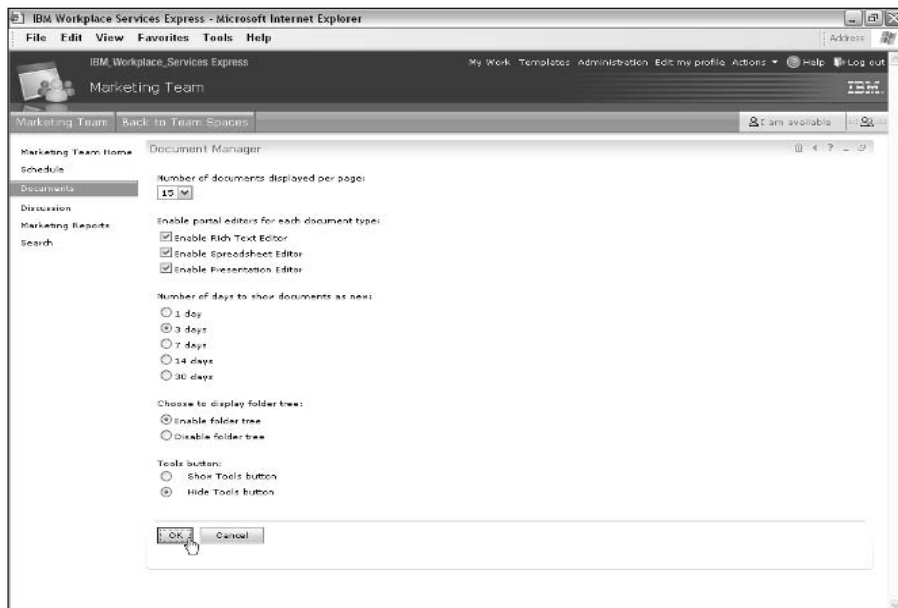 IBM Workplace Services Express - Microsoft Internet Explorer
File Edit View Favorites Tools Help Address
IBM_Workplace_Services Express My Work Templates Administration Edit my profile Actions Help Log out
Marketing Team IBM.
Marketing Team Back to Team Spaces I am available
Marketing Team Home
Schedule
Documents
Discussion
Marketing Reports
Search
Document Manager ?
Number of documents displayed per page:
15
Enable portal editors for each document type:
Enable Rich Text Editor
Enable Spreadsheet Editor
Enable Presentation Editor
Number of days to show documents as new:
1 day
3 days
7 days
14 days
30 days
Choose to display folder tree:
Enable folder tree
Disable folder tree
Tools button:
Show Tools button
Hide Tools button
OK Cancel